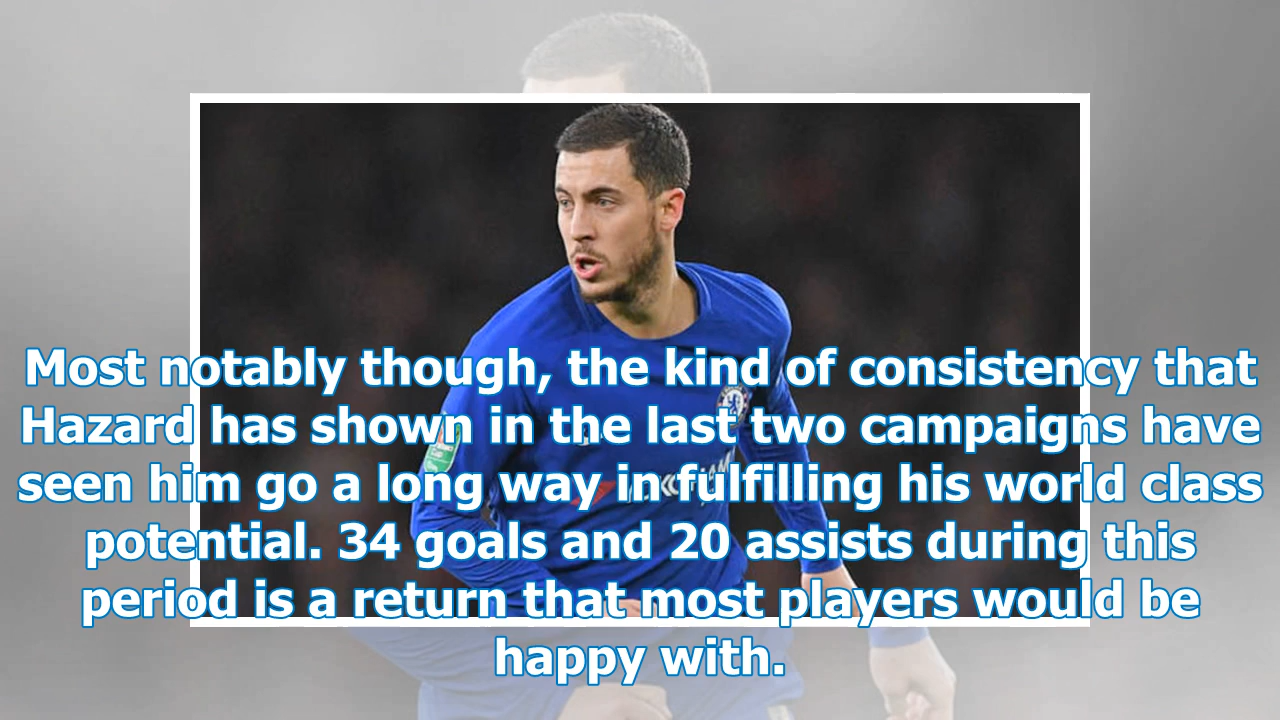 Most notably though, the kind of consistency that
Hazard has shown in the last two campaigns have
seen him go a long way in fulfilling his world class
potential. 34 goals and 20 assists during this
period is a return that most players would be
happy with.